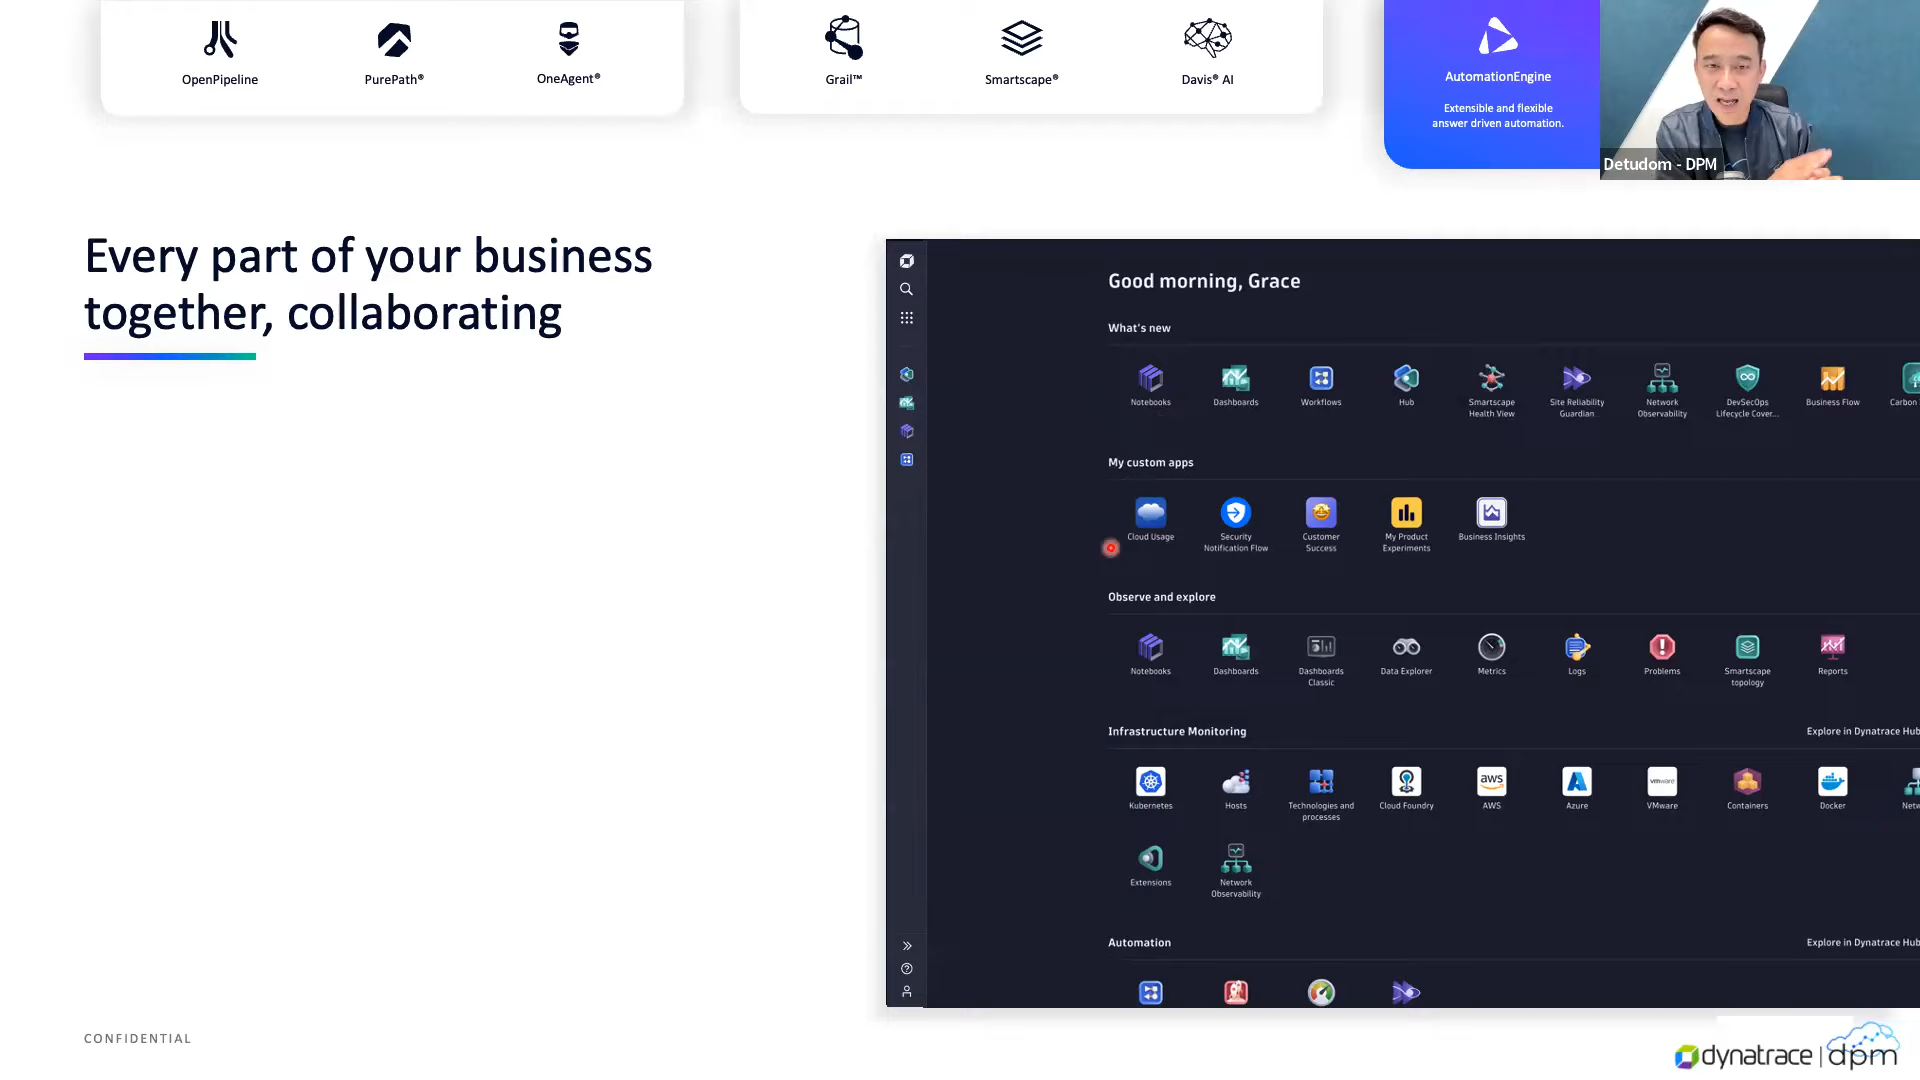 OpenPipeline
PurePath®
OneAgent®
Grail™
Smartscape®
Davis® AI
AutomationEngine
Extensible and flexible
answer driven automation.
Detudom - DPM
Every part of your business
together, collaborating
Good morning, Grace
What's new
Notebooks
Dashboards
Workflows
Hub
Smartscape
Health View
Site Reliability
Guardian
Network
Observability
DevSecOps
Lifecycle Cover...
Business Flow
Carbon
My custom apps
Cloud Usage
Security
Notification Flow
Customer
Success
My Product
Experiments
Business Insights
Observe and explore
Notebooks
Dashboards
Dashboards
Classic
Data Explorer
Metrics
Logs
Problems
Smartscape
topology
Reports
Infrastructure Monitoring
Explore in Dynatrace Hub
Kubernetes
Hosts
Technologies and
processes
Cloud Foundry
aws
AWS
Azure
vmware
VMware
Containers
Docker
Netw
Extensions
Network
Observability
Automation
Explore in Dynatrace Hub
CONFIDENTIAL
dynatrace | dpm